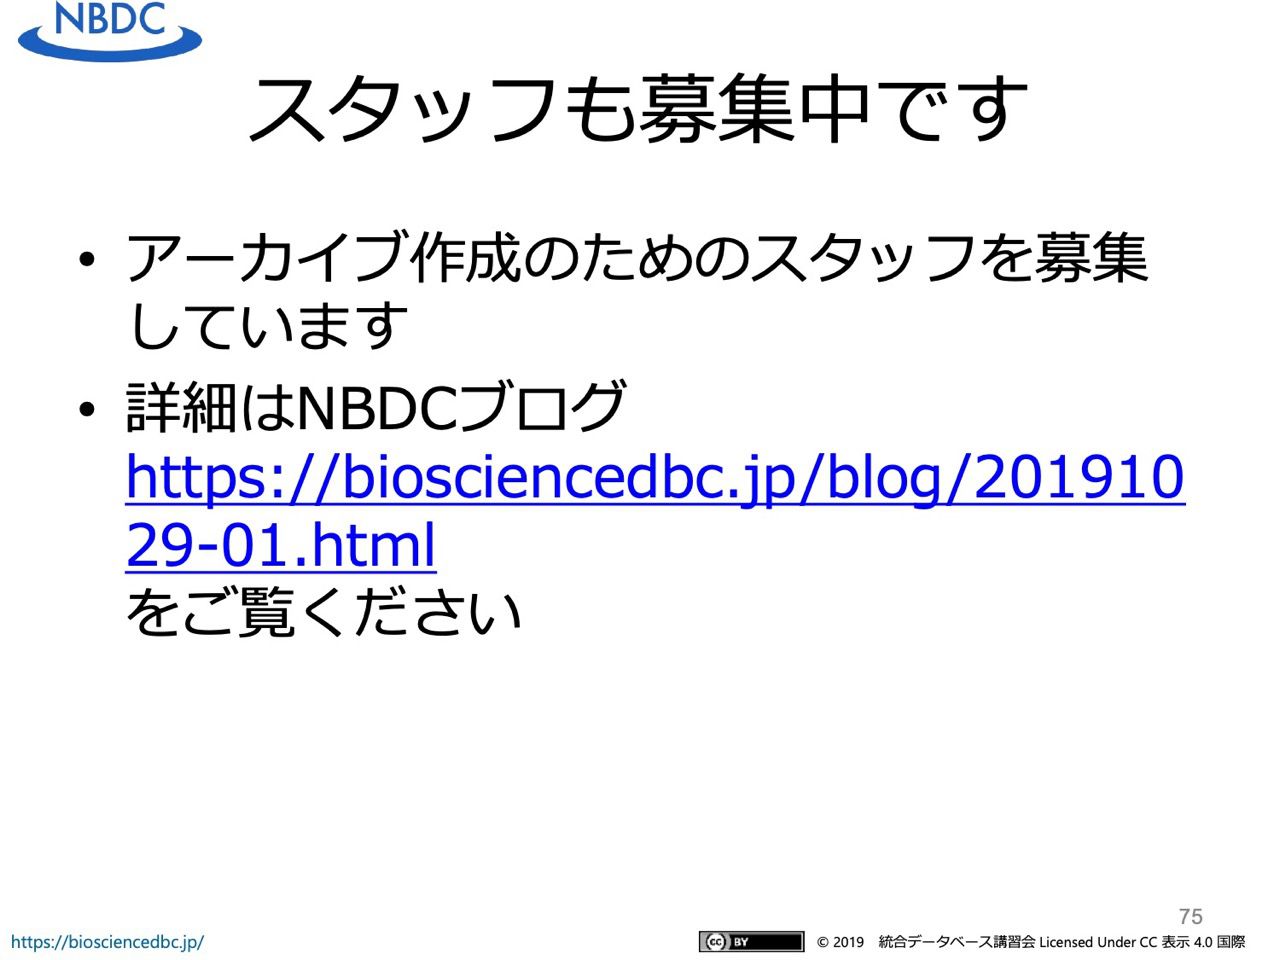 NBDC
スタッフも募集中です
• アーカイブ作成のためのスタッフを募集
しています
• 詳細はNBDCブログ
https://biosciencedbc.jp/blog/201910
29-01.html
をご覧ください
75
https://biosciencedbc.jp/
cc BY © 2019 統合データベース講習会 Licensed Under CC 表示 4.0 国際